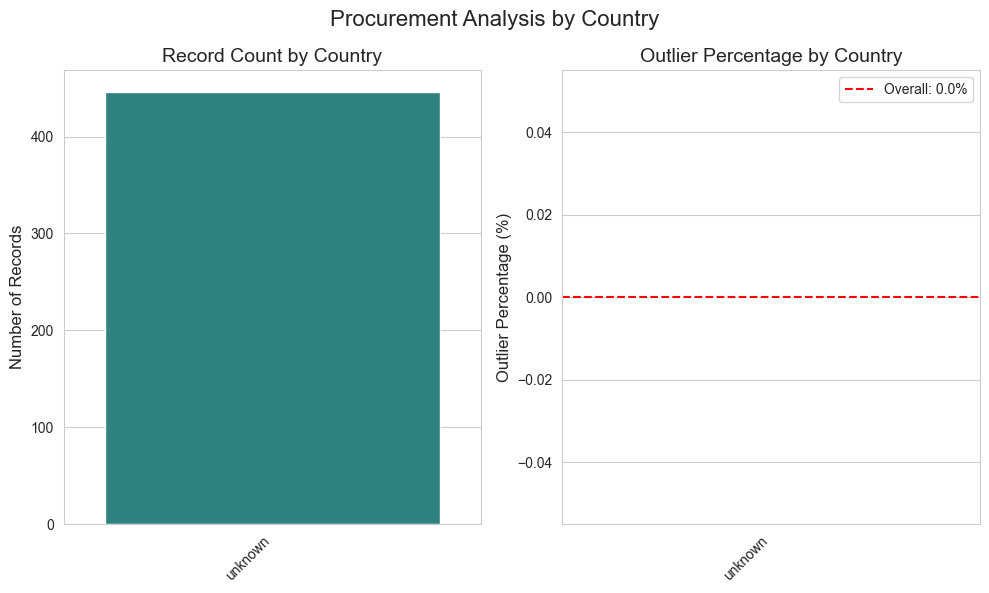 Procurement Analysis by Country
Record Count by Country
Number of Records
400
300
200
100
0
unknown
Outlier Percentage by Country
Overall: 0.0%
Outlier Percentage (%)
0.04
0.02
0.00
−0.02
−0.04
unknown